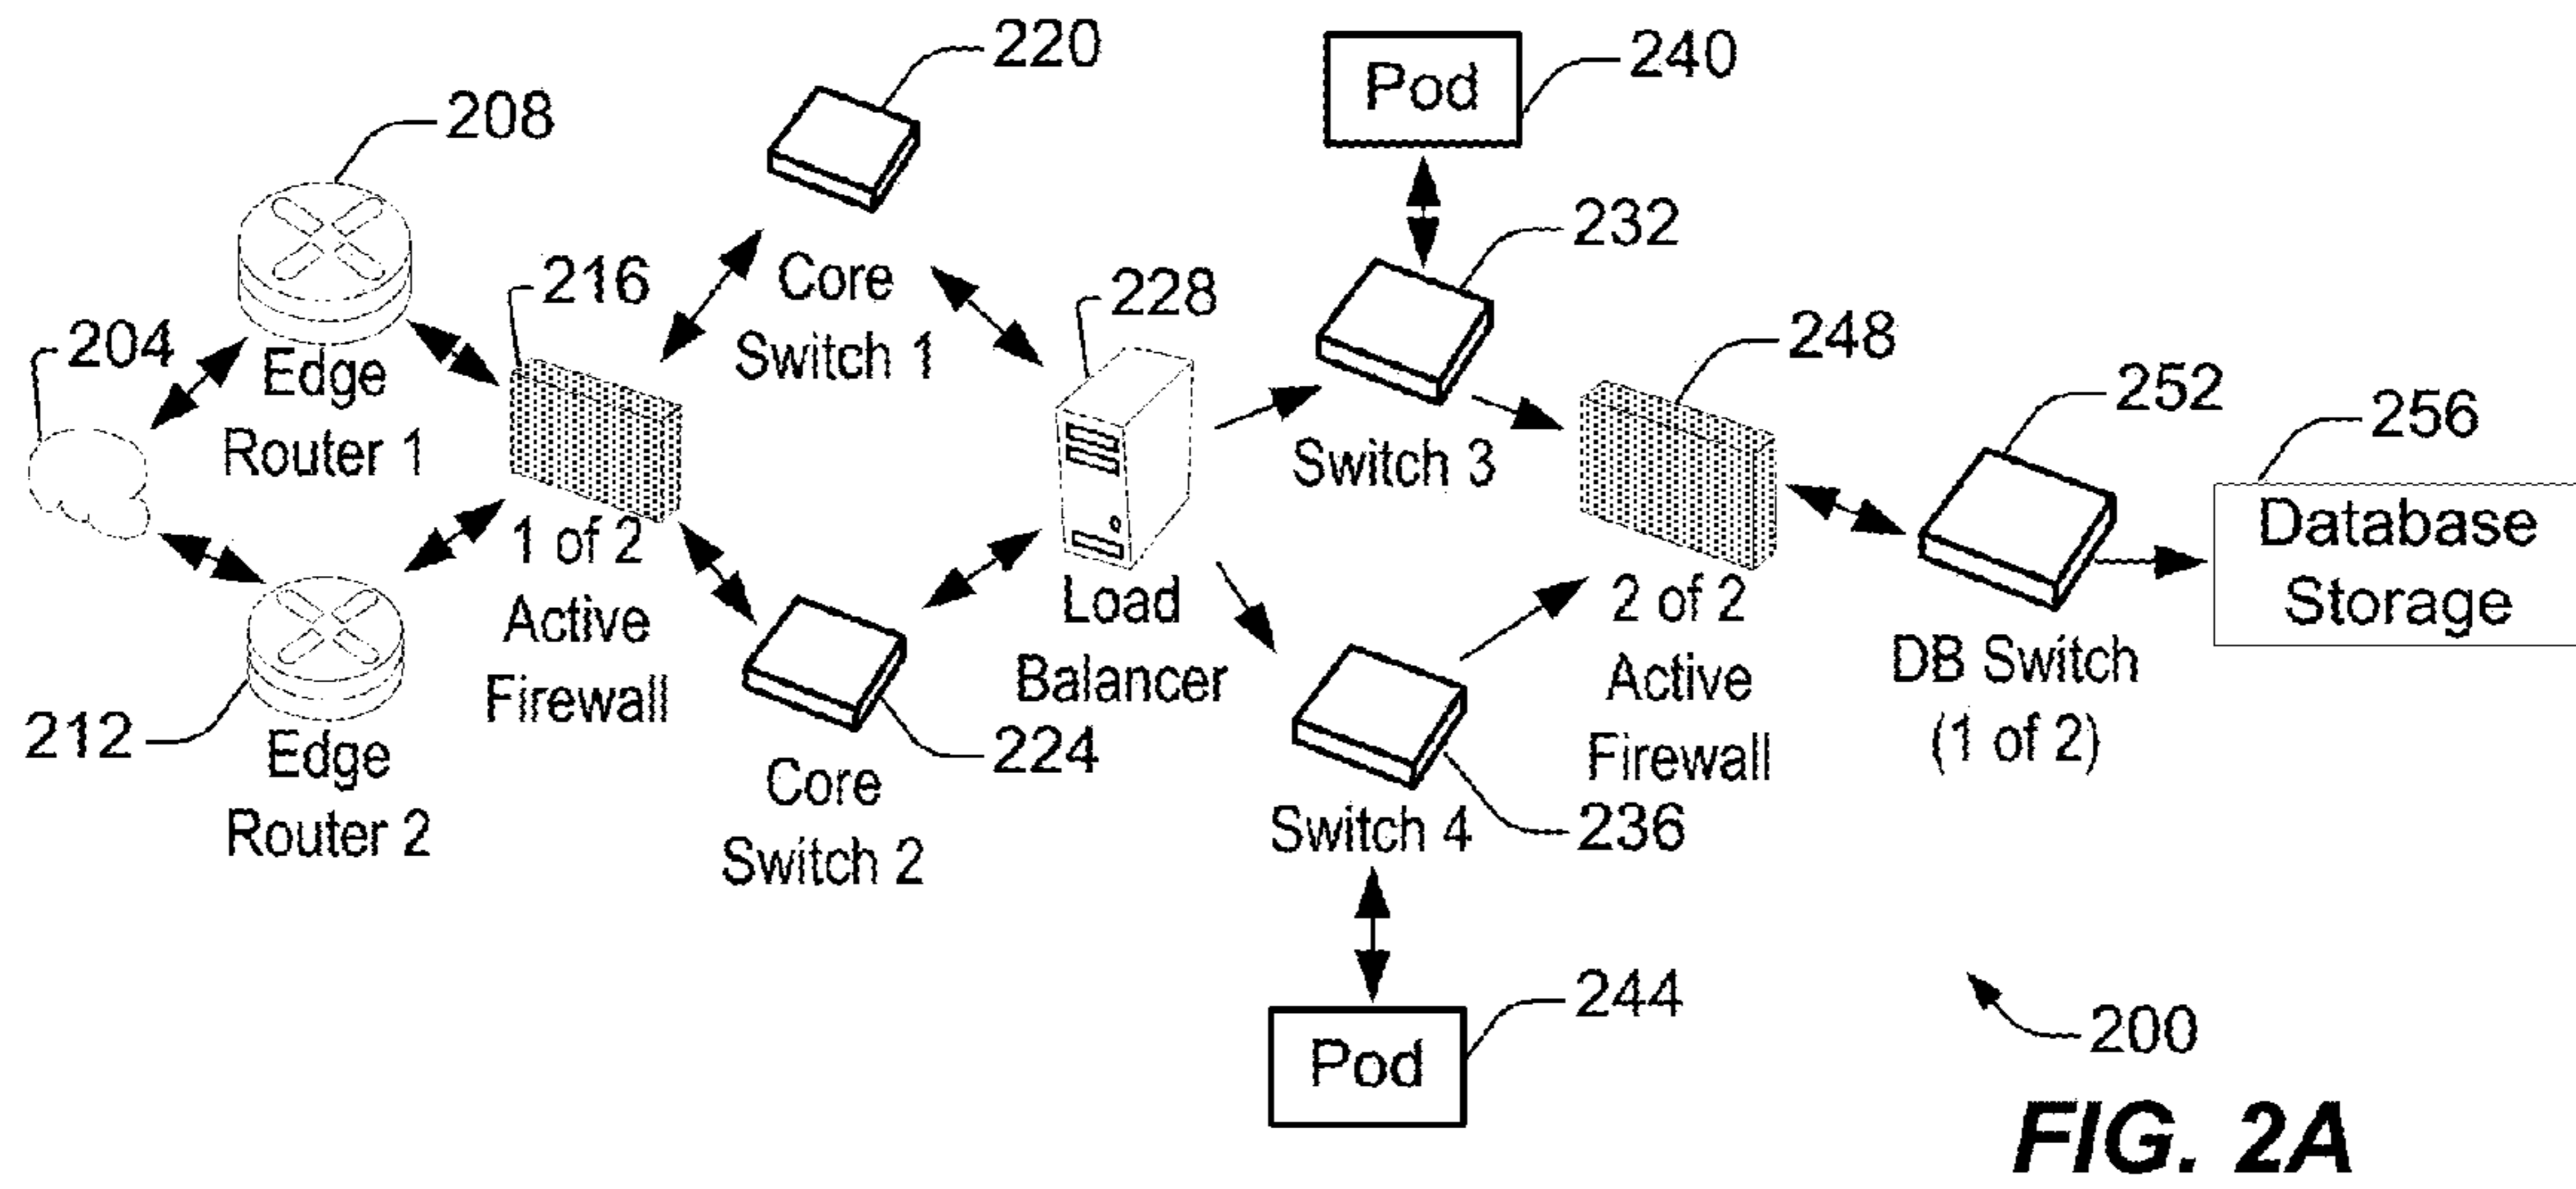 220
Pod
240
208
232
216
Core
Switch 1
228
248
204
Edge
Router 1
252
256
Switch 3
Database
Storage
1 of 2
Active
Firewall
Load
Balancer
2 of 2
Active
Firewall
DB Switch
(1 of 2)
212
Edge
Router 2
224
Core
Switch 2
Switch 4
236
Pod
244
200
FIG. 2A